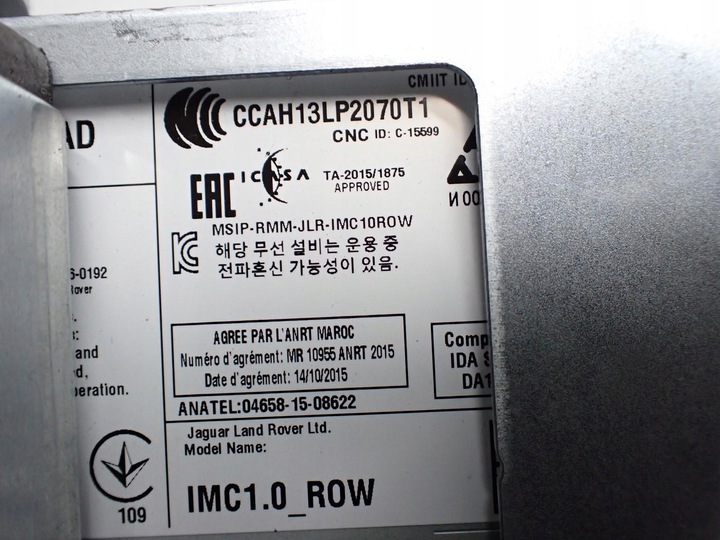 CMIIT ID
CCAH13LP2070T1
CNC ID: C-15599
AD
EAC
ICASA
TA-2015/1875
APPROVED
И 00
MSIP-RMM-JLR-IMC10ROW
해당 무선 설비는 운용 중
전파혼신 가능성이 있음.
6-0192
Rover
and
d,
peration.
AGREE PAR L'ANRT MAROC
Numéro d'agrément: MR 10955 ANRT 2015
Date d'agrément: 14/10/2015
Comp
IDA S
DA1
ANATEL:04658-15-08622
Jaguar Land Rover Ltd.
Model Name:
IMC1.0_ROW
109